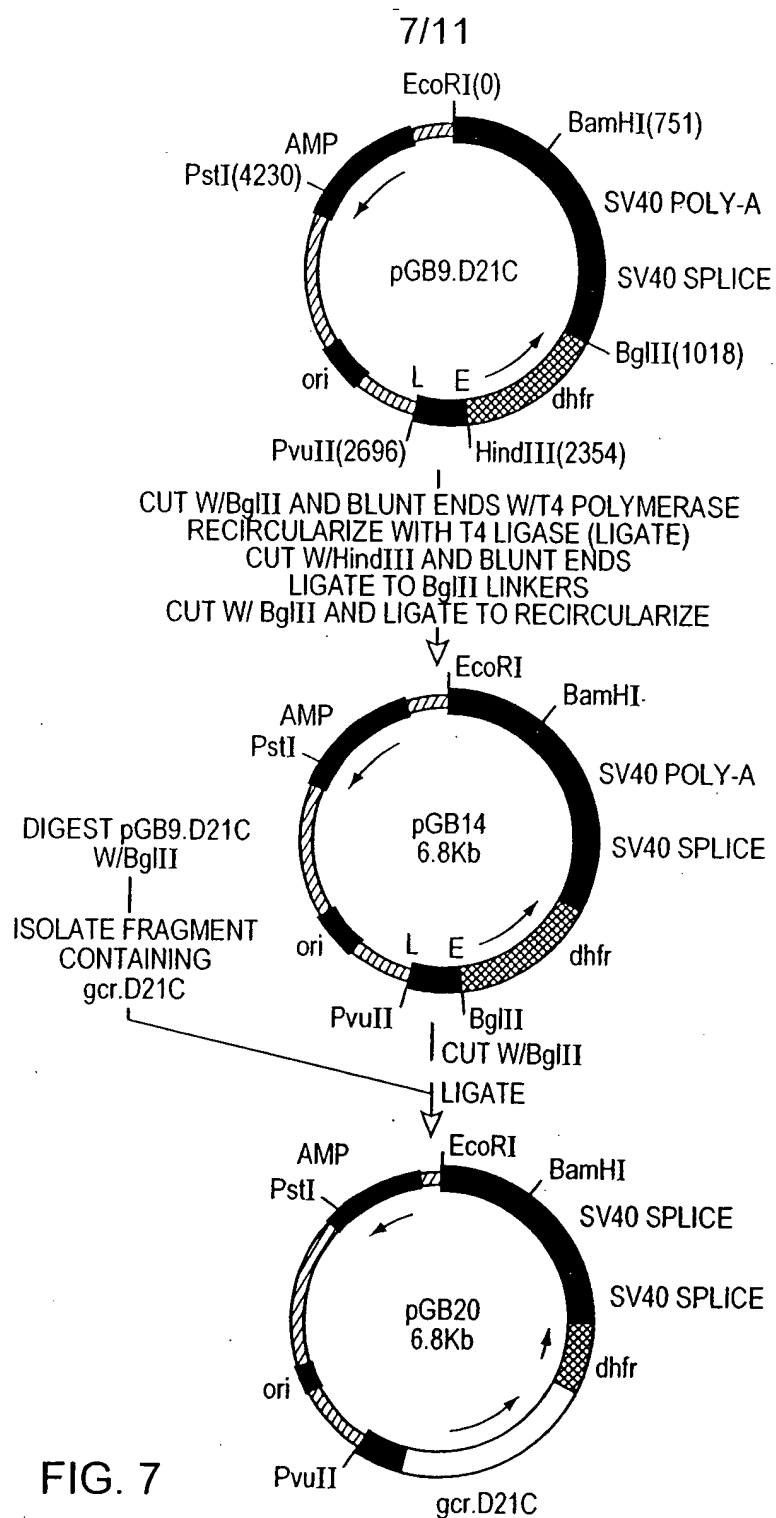 7/11
EcoRI(0)
BamHI(751)
AMP
PstI(4230)
SV40 POLY-A
pGB9.D21C
SV40 SPLICE
BglII(1018)
ori
L
E
dhfr
PvuII(2696)
HindIII(2354)
CUT W/BglII AND BLUNT ENDS W/T4 POLYMERASE
RECIRCULARIZE WITH T4 LIGASE (LIGATE)
CUT W/HindIII AND BLUNT ENDS
LIGATE TO BglII LINKERS
CUT W/ BglII AND LIGATE TO RECIRCULARIZE
EcoRI
BamHI
AMP
PstI
SV40 POLY-A
pGB14
6.8Kb
SV40 SPLICE
DIGEST pGB9.D21C
W/BglII
ISOLATE FRAGMENT
CONTAINING
gcr.D21C
ori
L
E
dhfr
PvuII
BglII
CUT W/BglII
LIGATE
EcoRI
BamHI
AMP
PstI
SV40 SPLICE
pGB20
6.8Kb
SV40 SPLICE
dhfr
ori
PvuII
gcr.D21C
FIG. 7